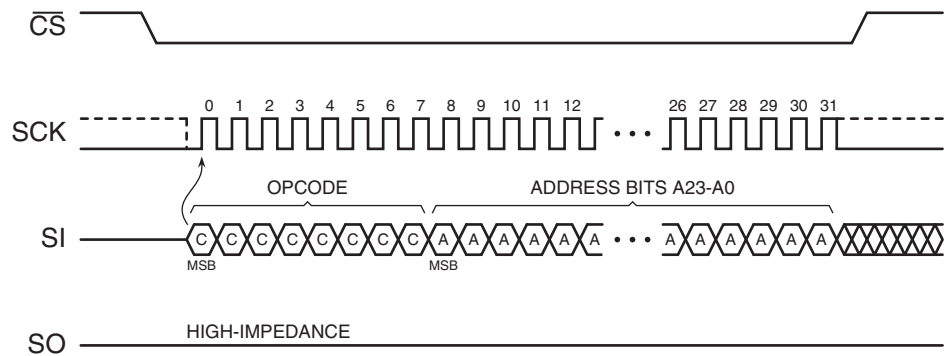 CS
0 1 2 3 4 5 6 7 8 9 10 11 12 26 27 28 29 30 31
SCK • • •
OPCODE ADDRESS BITS A23-A0
SI C C C C C C C C A A A A A A • • • A A A A A A
MSB MSB
HIGH-IMPEDANCE
SO